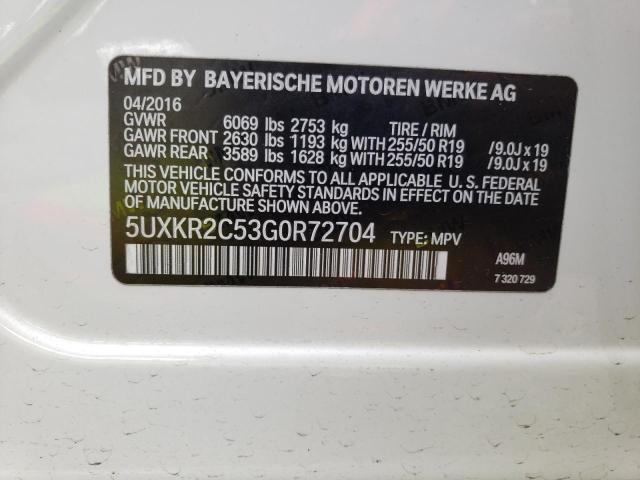 MFD BY BAYERISCHE MOTOREN WERKE AG
04/2016
GVWR 6069 lbs 2753 kg TIRE / RIM
GAWR FRONT 2630 lbs 1193 kg WITH 255/50 R19 /9.0J x 19
GAWR REAR 3589 lbs 1628 kg WITH 255/50 R19 /9.0J x 19
THIS VEHICLE CONFORMS TO ALL APPLICABLE U. S. FEDERAL
MOTOR VEHICLE SAFETY STANDARDS IN EFFECT ON THE DATE
OF MANUFACTURE SHOWN ABOVE.
5UXKR2C53G0R72704 TYPE: MPV
A96M
7 320 729